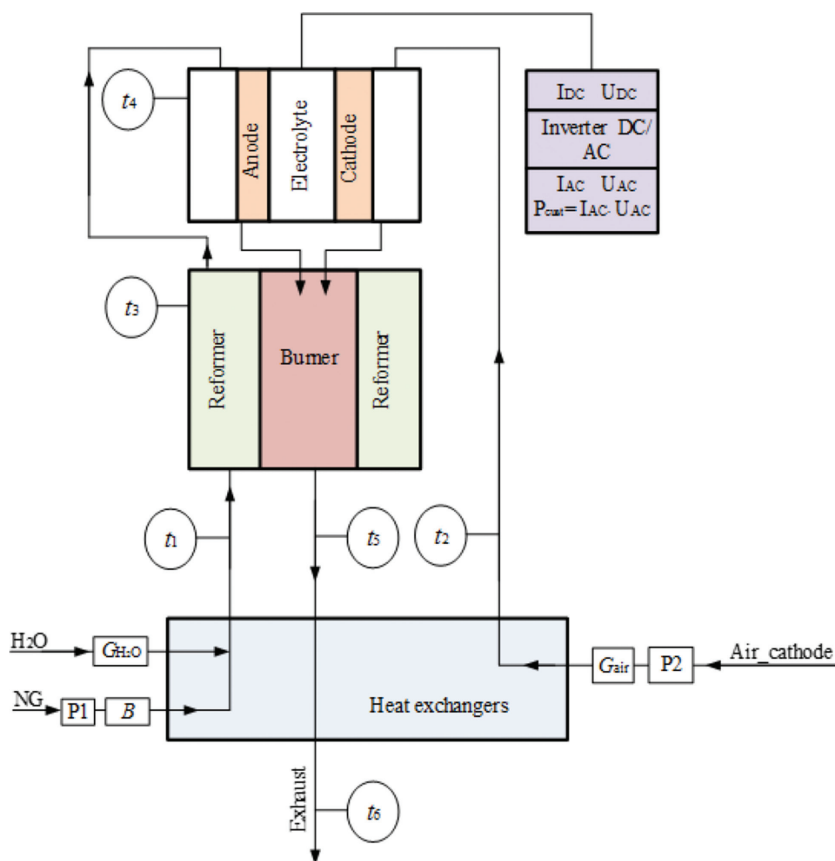 t4
Anode
Electrolyte
Cathode
IDC UDC
Inverter DC/
AC
IAC UAC
Pcust=IAC·UAC
t3
Reformer
Burner
Reformer
t1
t5
t2
H2O
GH2O
NG
P1
B
Heat exchangers
Gair
P2
Air_cathode
Exhaust
t6